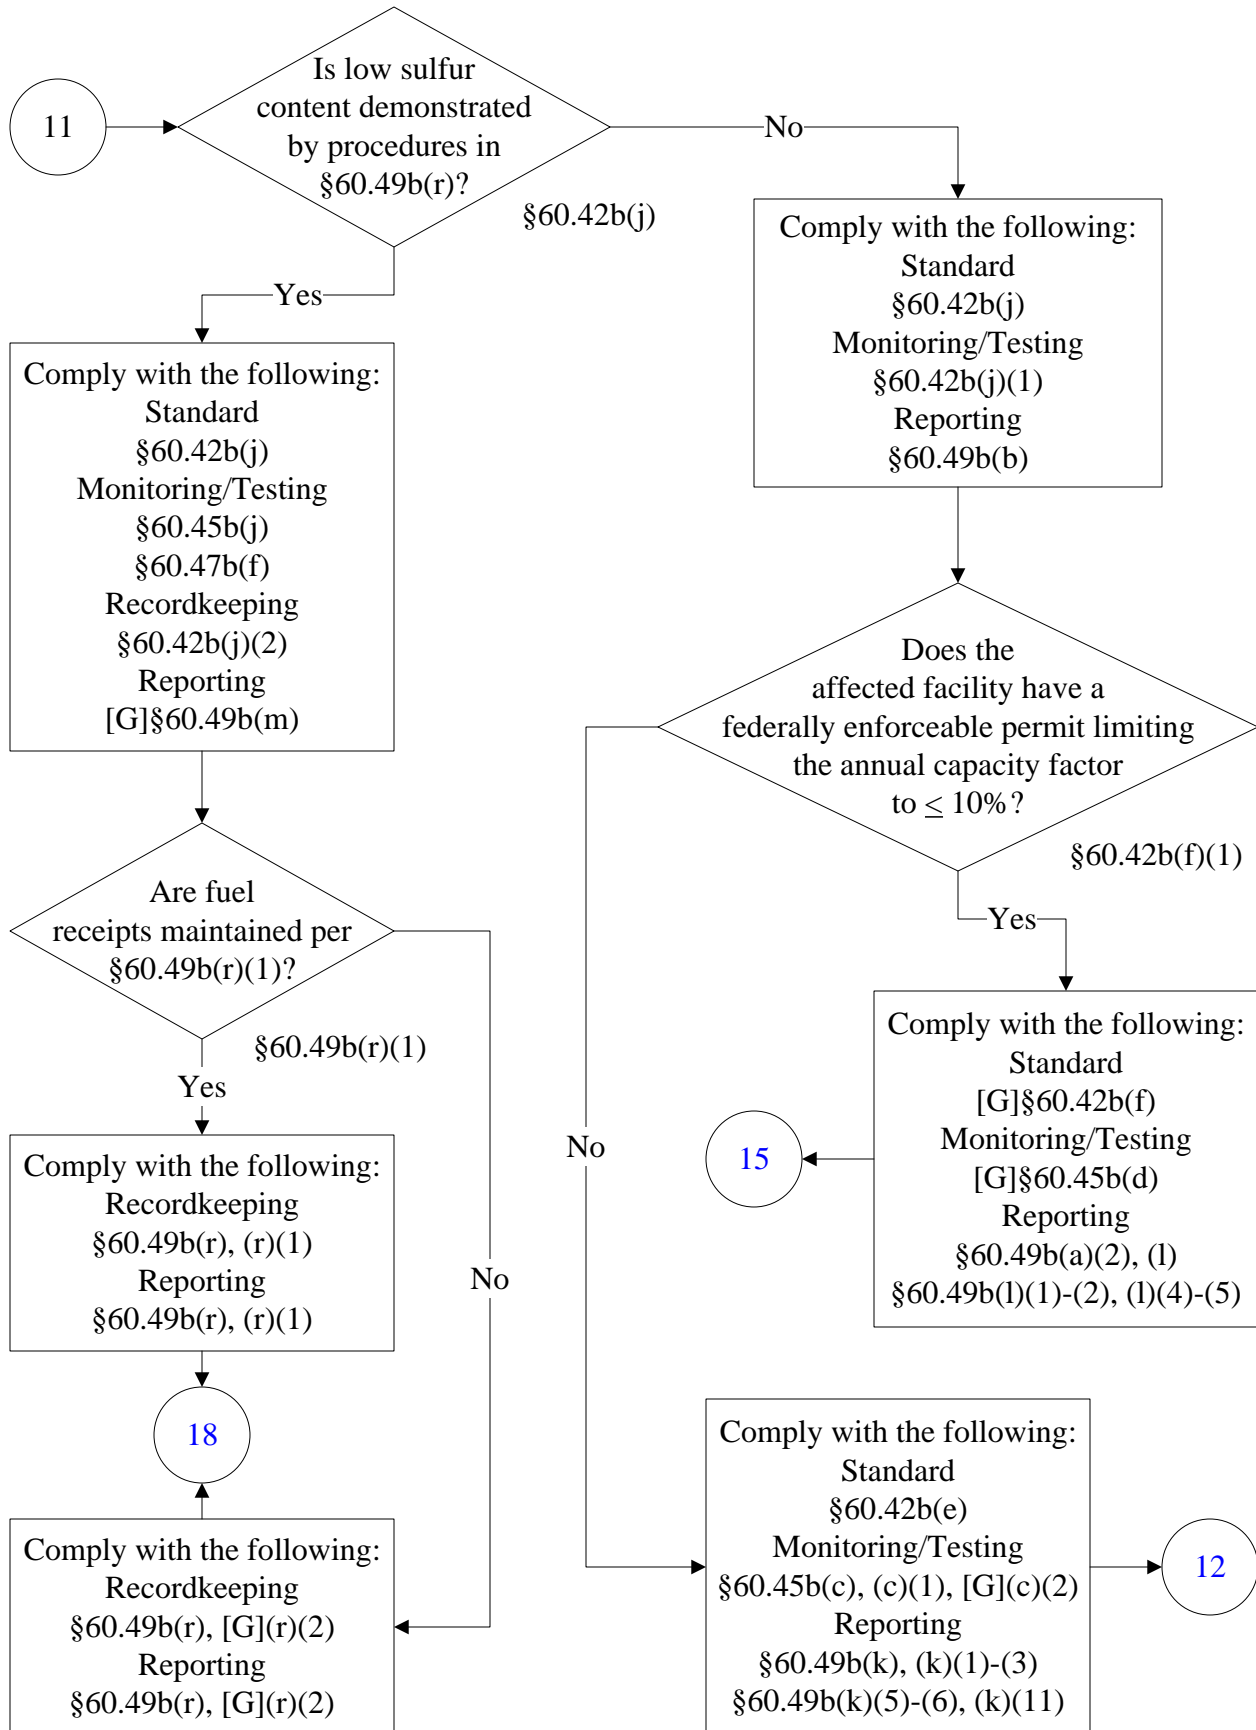 11
Is low sulfur
content demonstrated
by procedures in
§60.49b(r)?
§60.42b(j)
No
Yes
Comply with the following:
Standard
§60.42b(j)
Monitoring/Testing
§60.42b(j)(1)
Reporting
§60.49b(b)
Comply with the following:
Standard
§60.42b(j)
Monitoring/Testing
§60.45b(j)
§60.47b(f)
Recordkeeping
§60.42b(j)(2)
Reporting
[G]§60.49b(m)
Does the
affected facility have a
federally enforceable permit limiting
the annual capacity factor
to ≤ 10%?
§60.42b(f)(1)
Yes
No
Are fuel
receipts maintained per
§60.49b(r)(1)?
§60.49b(r)(1)
Yes
No
Comply with the following:
Standard
[G]§60.42b(f)
Monitoring/Testing
[G]§60.45b(d)
Reporting
§60.49b(a)(2), (l)
§60.49b(l)(1)-(2), (l)(4)-(5)
15
Comply with the following:
Recordkeeping
§60.49b(r), (r)(1)
Reporting
§60.49b(r), (r)(1)
18
Comply with the following:
Recordkeeping
§60.49b(r), [G](r)(2)
Reporting
§60.49b(r), [G](r)(2)
Comply with the following:
Standard
§60.42b(e)
Monitoring/Testing
§60.45b(c), (c)(1), [G](c)(2)
Reporting
§60.49b(k), (k)(1)-(3)
§60.49b(k)(5)-(6), (k)(11)
12